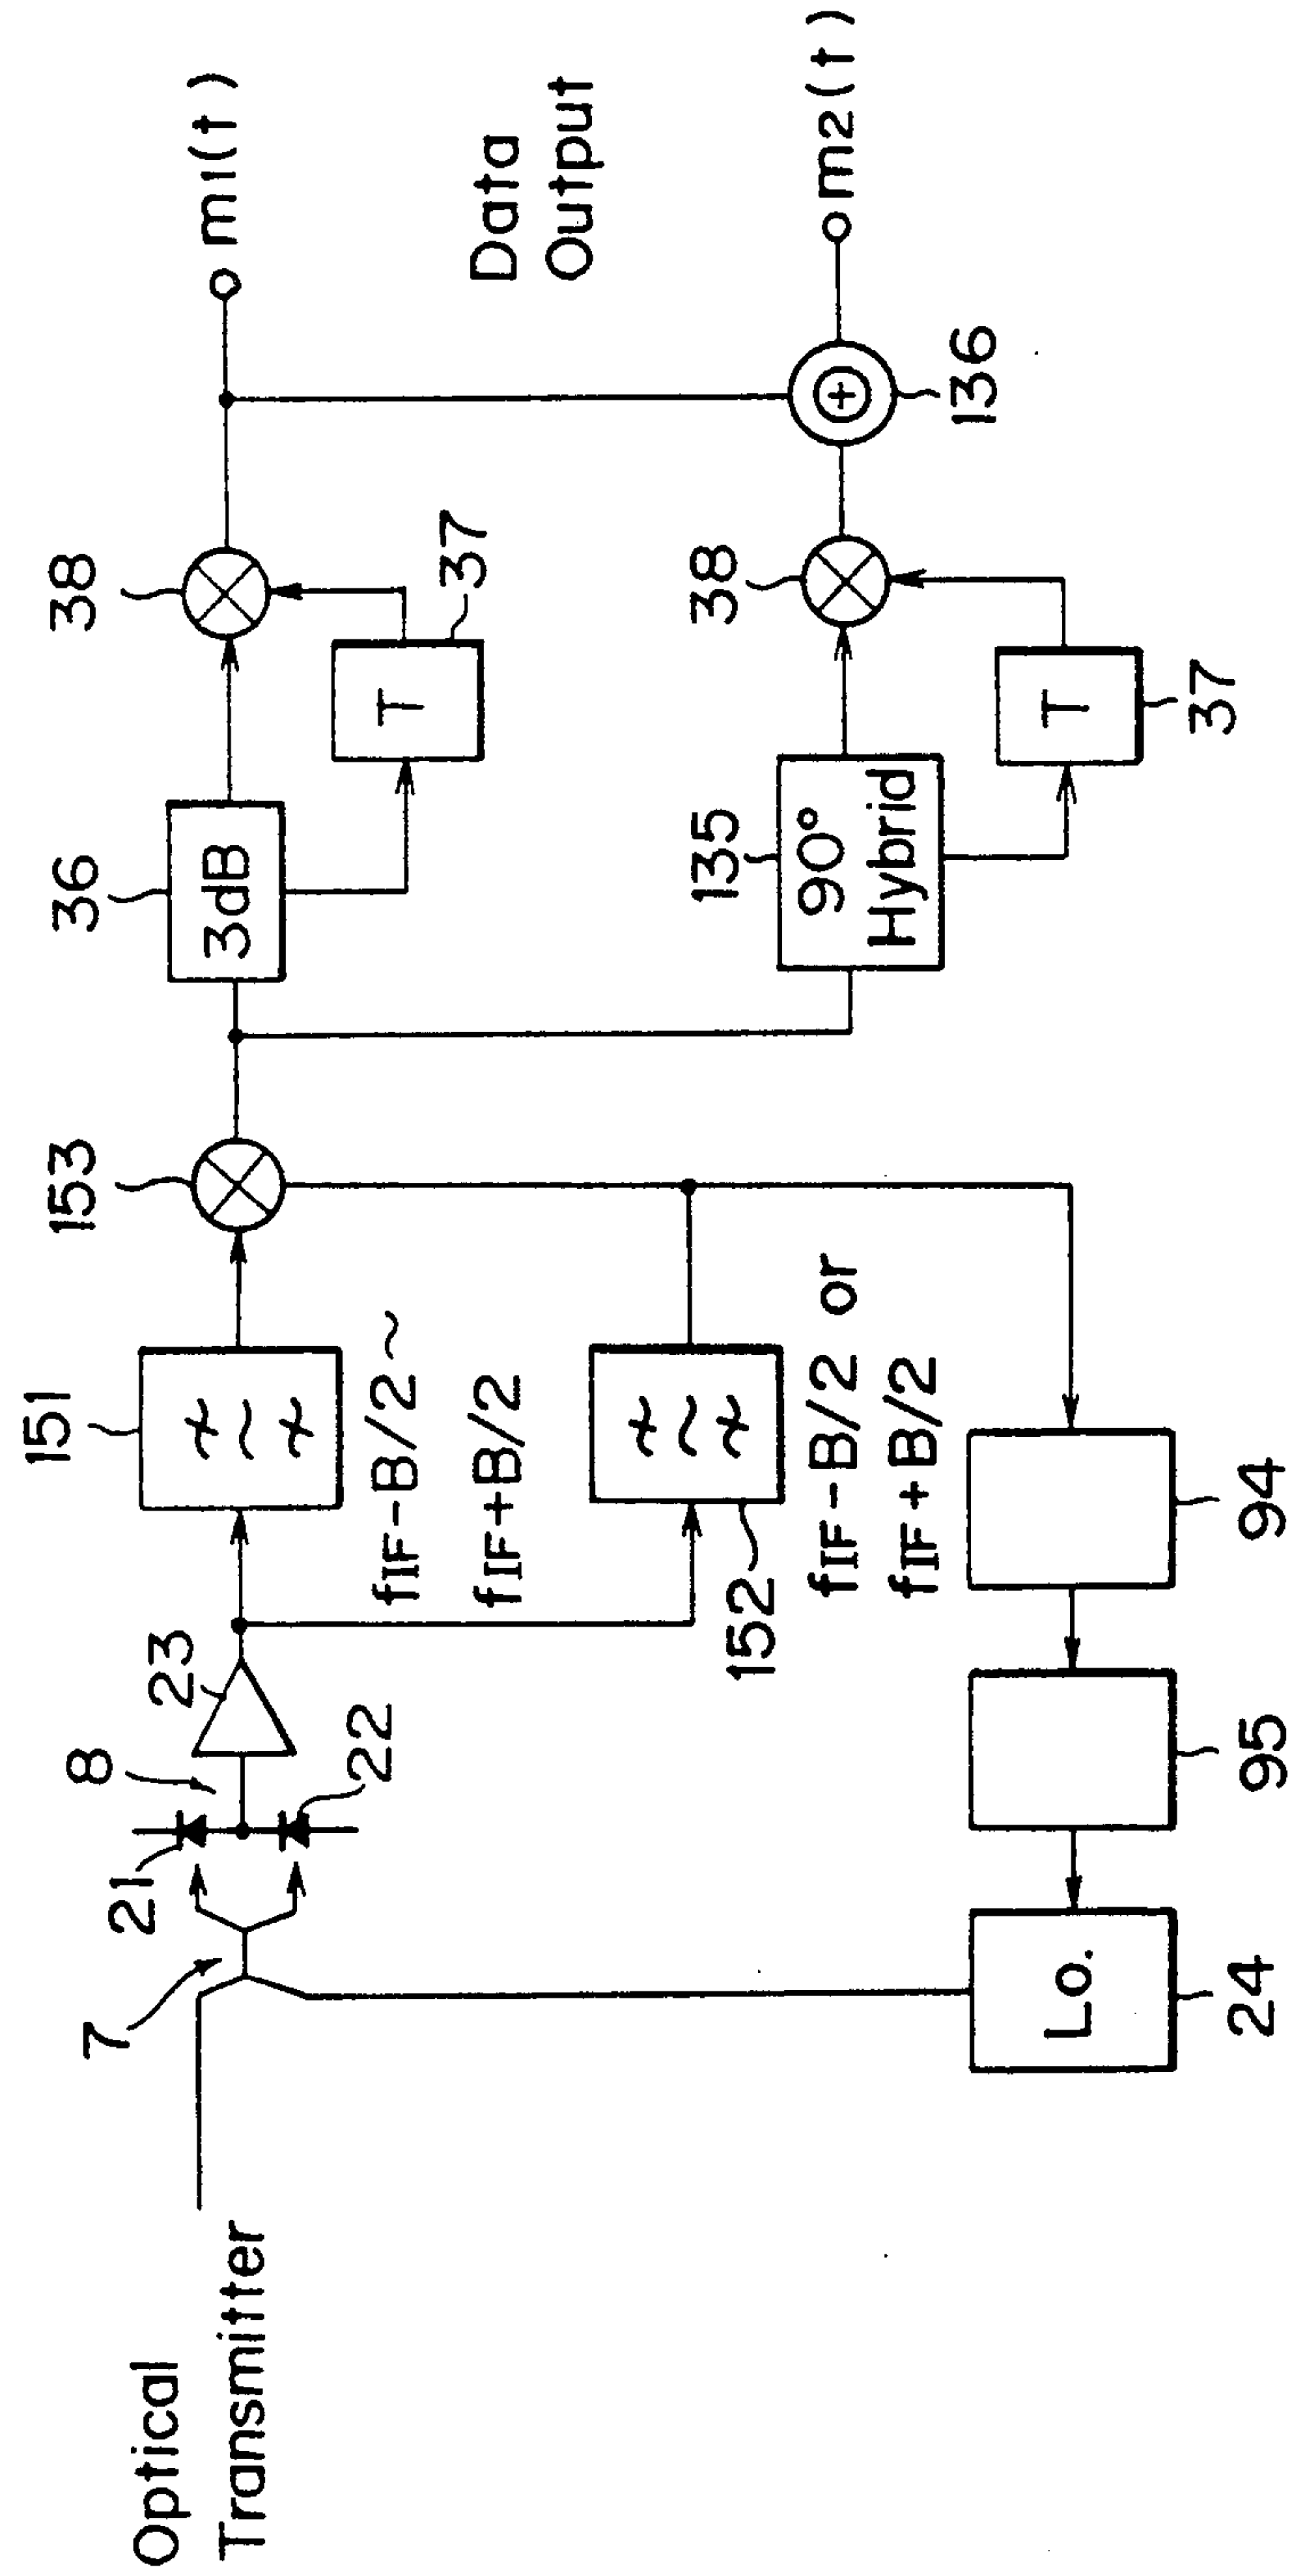 Optical
Transmitter
7
21
8
22
23
151
fIF-B/2~
fIF+B/2
152
fIF-B/2 or
fIF+B/2
153
36
3dB
37
T
38
m1(t)
Data
Output
135
90°
Hybrid
37
T
38
136
m2(t)
94
95
24
Lo.